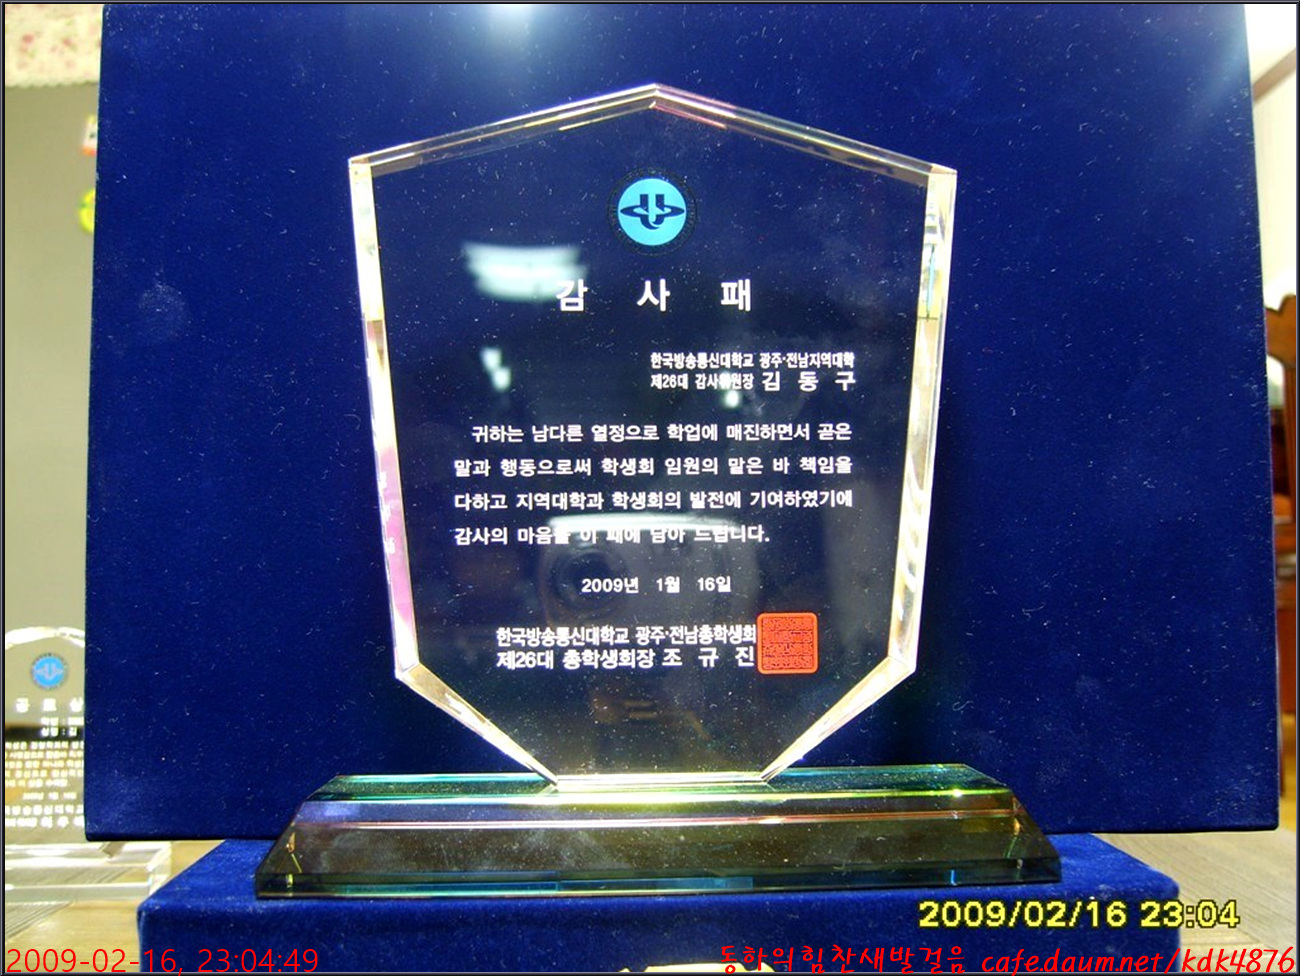 감 사 패
한국방송통신대학교 광주·전남지역대학
제26대 감사위원장 김 동 구
귀하는 남다른 열정으로 학업에 매진하면서 곧은
말과 행동으로써 학생회 임원의 맡은 바 책임을
다하고 지역대학과 학생회의 발전에 기여하였기에
감사의 마음을 이 패에 담아 드립니다.
2009년 1월 16일
한국방송통신대학교 광주·전남총학생회
제26대 총학생회장 조 규 진
공 로 상
2009/02/16 23:04
2009-02-16, 23:04:49
동하의힘찬새발걸음 cafe.daum.net/kdk4876